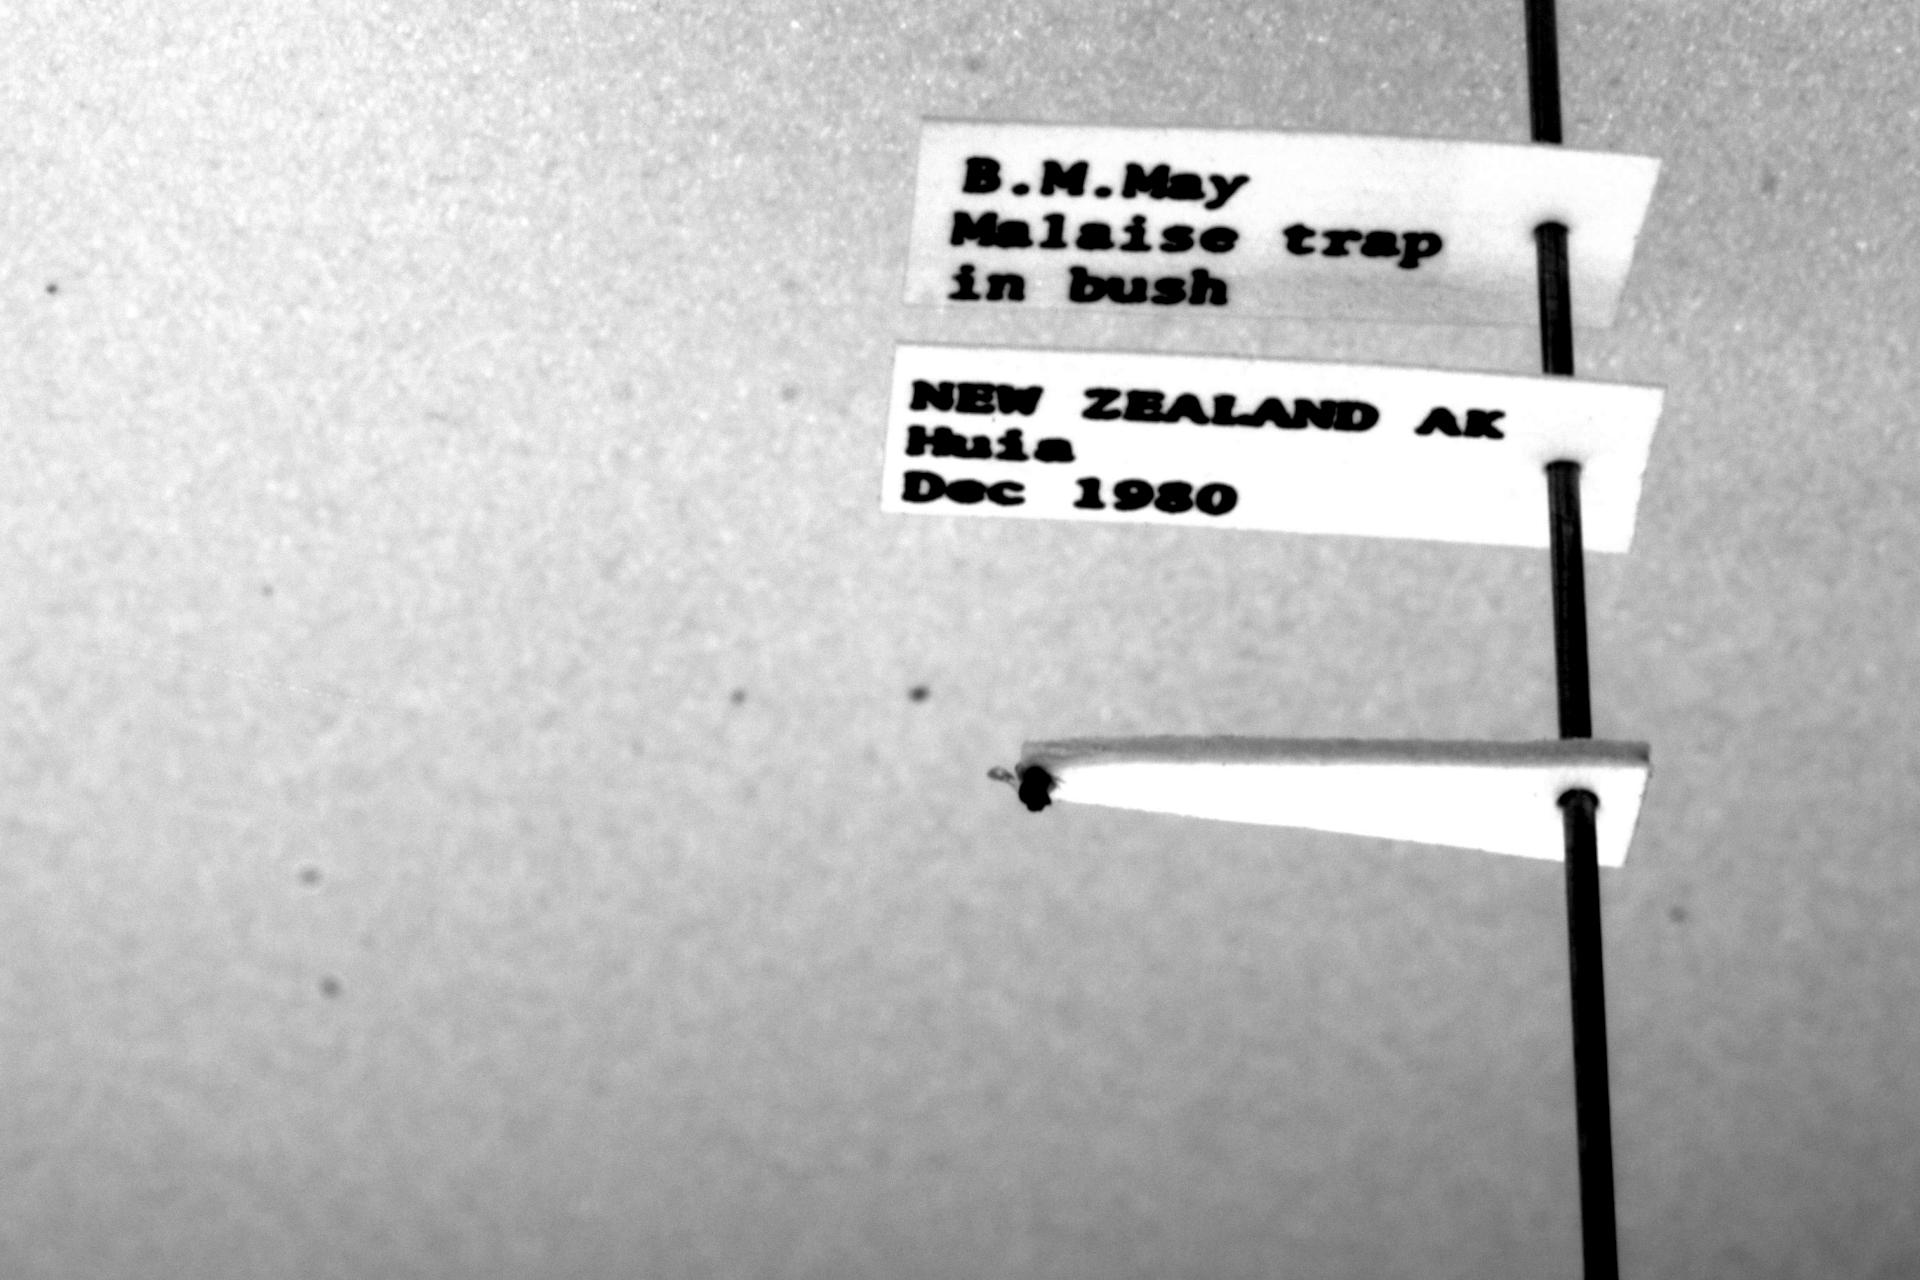 B.M.May
Malaise trap
in bush
NEW ZEALAND AK
Huia
Dec 1980